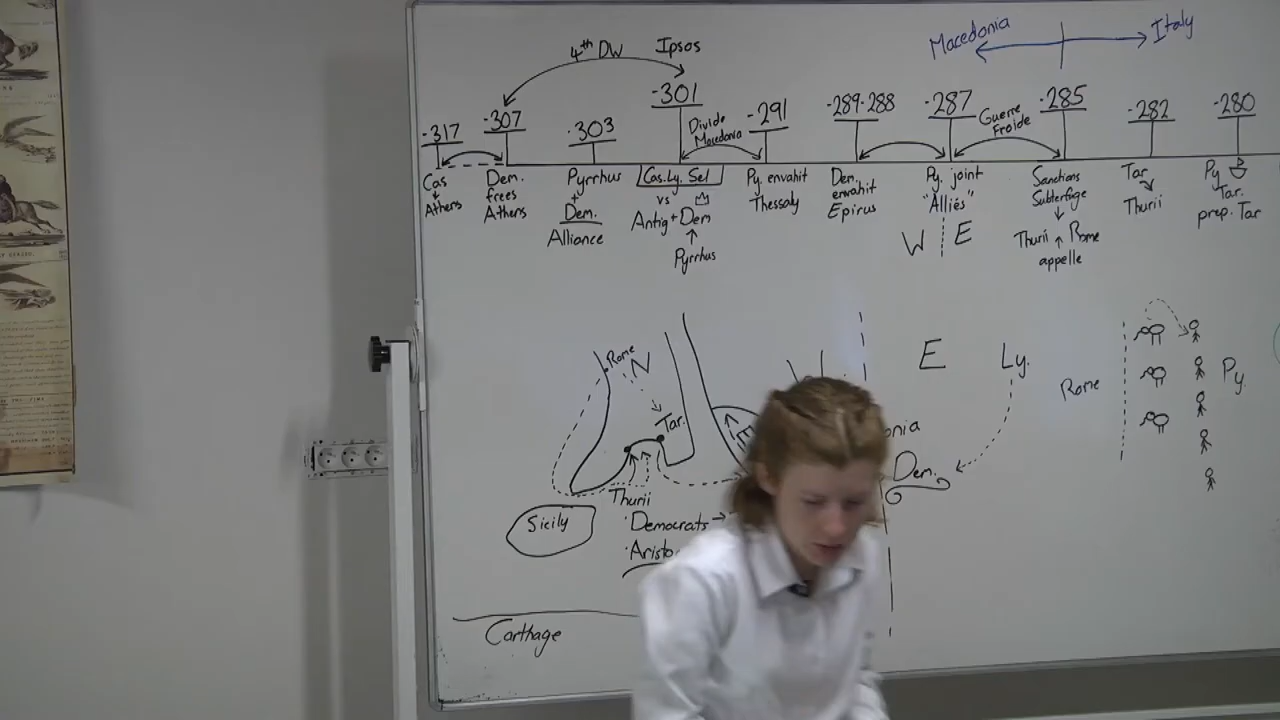 Macedonia
Italy
4th DW
Ipsos
-317
-307
-303
-301
Divide
Macedonia
-291
-289-288
-287
Guerre
Froide
-285
-282
-280
Cas
Athens
Dem.
frees
Athens
Pyrrhus
+
Dem.
Alliance
Cas. Ly. Sel
vs
Antig + Dem
Pyrrhus
Py. envahit
Thessaly
Dem.
envahit
Epirus
Py. joint
"Alliés"
W E
Sanctions
Subterfuge
Thurii Rome
appelle
Tar
Thurii
Py
Tar.
prep. Tar
Rome
N
Tar.
Thurii
Democrats
Aristo
Sicily
Carthage
E
Ly.
Dem.
Rome
Py.